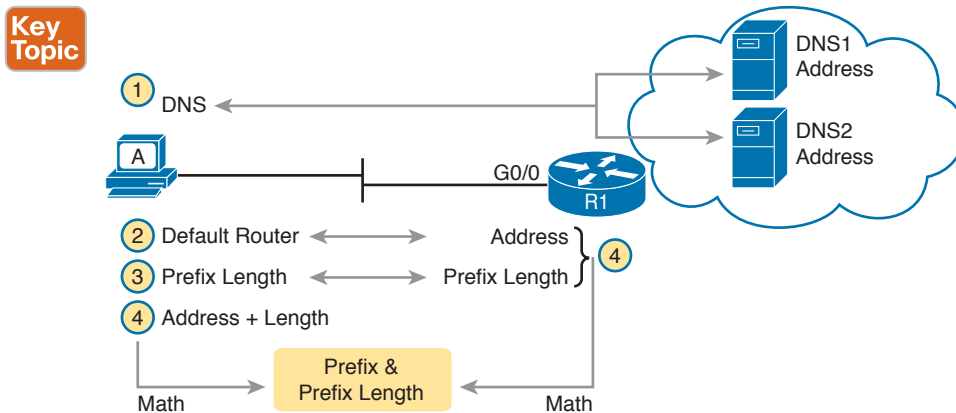 Key
Topic
DNS1
Address
1
DNS
DNS2
Address
A
G0/0
R1
2 Default Router
Address
3 Prefix Length
Prefix Length
4
4 Address + Length
Prefix &
Prefix Length
Math
Math